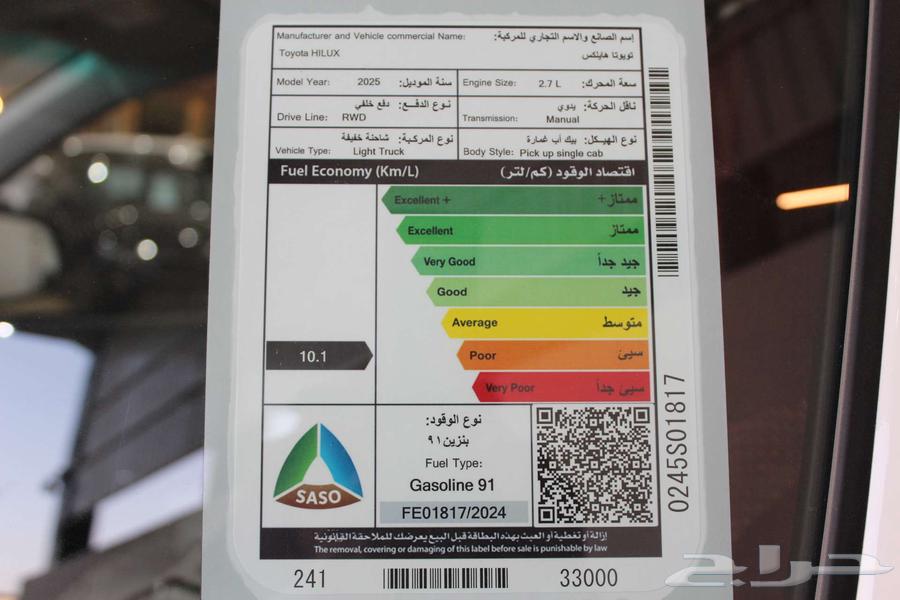 Manufacturer and Vehicle commercial Name: إسم الصانع والاسم التجاري للمركبة:
Toyota HILUX تويوتا هايلكس
Model Year: 2025 سنة الموديل:
Engine Size: 2.7 L سعة المحرك:
نوع الدفـــع: دفع خلفي
Drive Line: RWD
ناقل الحركة: يدوي
Transmission: Manual
نوع المركبة: شاحنة خفيفة
Vehicle Type: Light Truck
نوع الهيكل: بيك أب غمارة
Body Style: Pick up single cab
Fuel Economy (Km/L) اقتصاد الوقود (كم/لتر)
Excellent + ممتاز+
Excellent ممتاز
Very Good جيد جداً
Good جيد
Average متوسط
10.1
Poor سيئ
Very Poor سيئ جداً
نوع الوقود:
بنزين ٩١
Fuel Type:
Gasoline 91
FE01817/2024
SASO
0245S01817
إزالة أو تغطية أو العبث بهذه البطاقة قبل البيع يعرضك للملاحقة القانونية
The removal, covering or damaging of this label before sale is punishable by law
241 33000
حراج